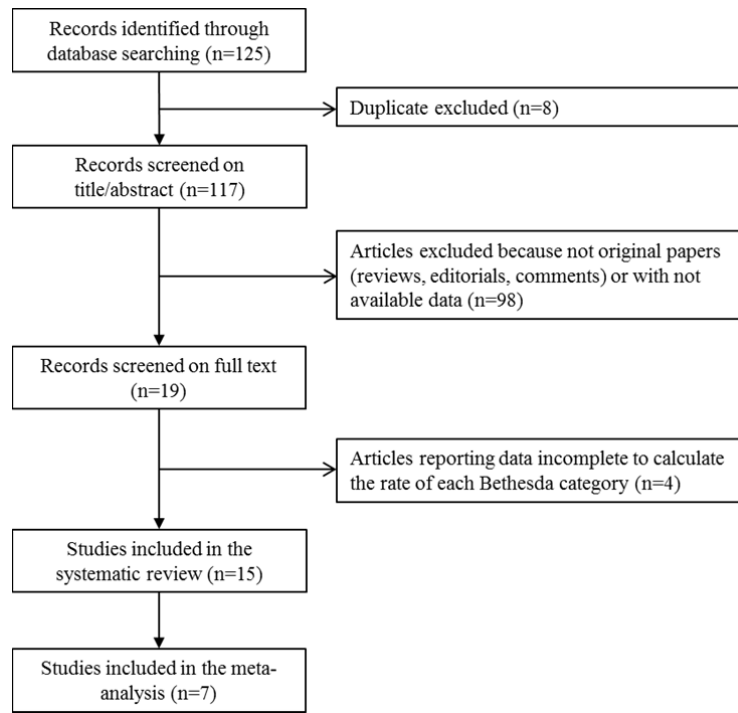 Records identified through
database searching (n=125)
Duplicate excluded (n=8)
Records screened on
title/abstract (n=117)
Articles excluded because not original papers
(reviews, editorials, comments) or with not
available data (n=98)
Records screened on full text
(n=19)
Articles reporting data incomplete to calculate
the rate of each Bethesda category (n=4)
Studies included in the
systematic review (n=15)
Studies included in the meta-
analysis (n=7)